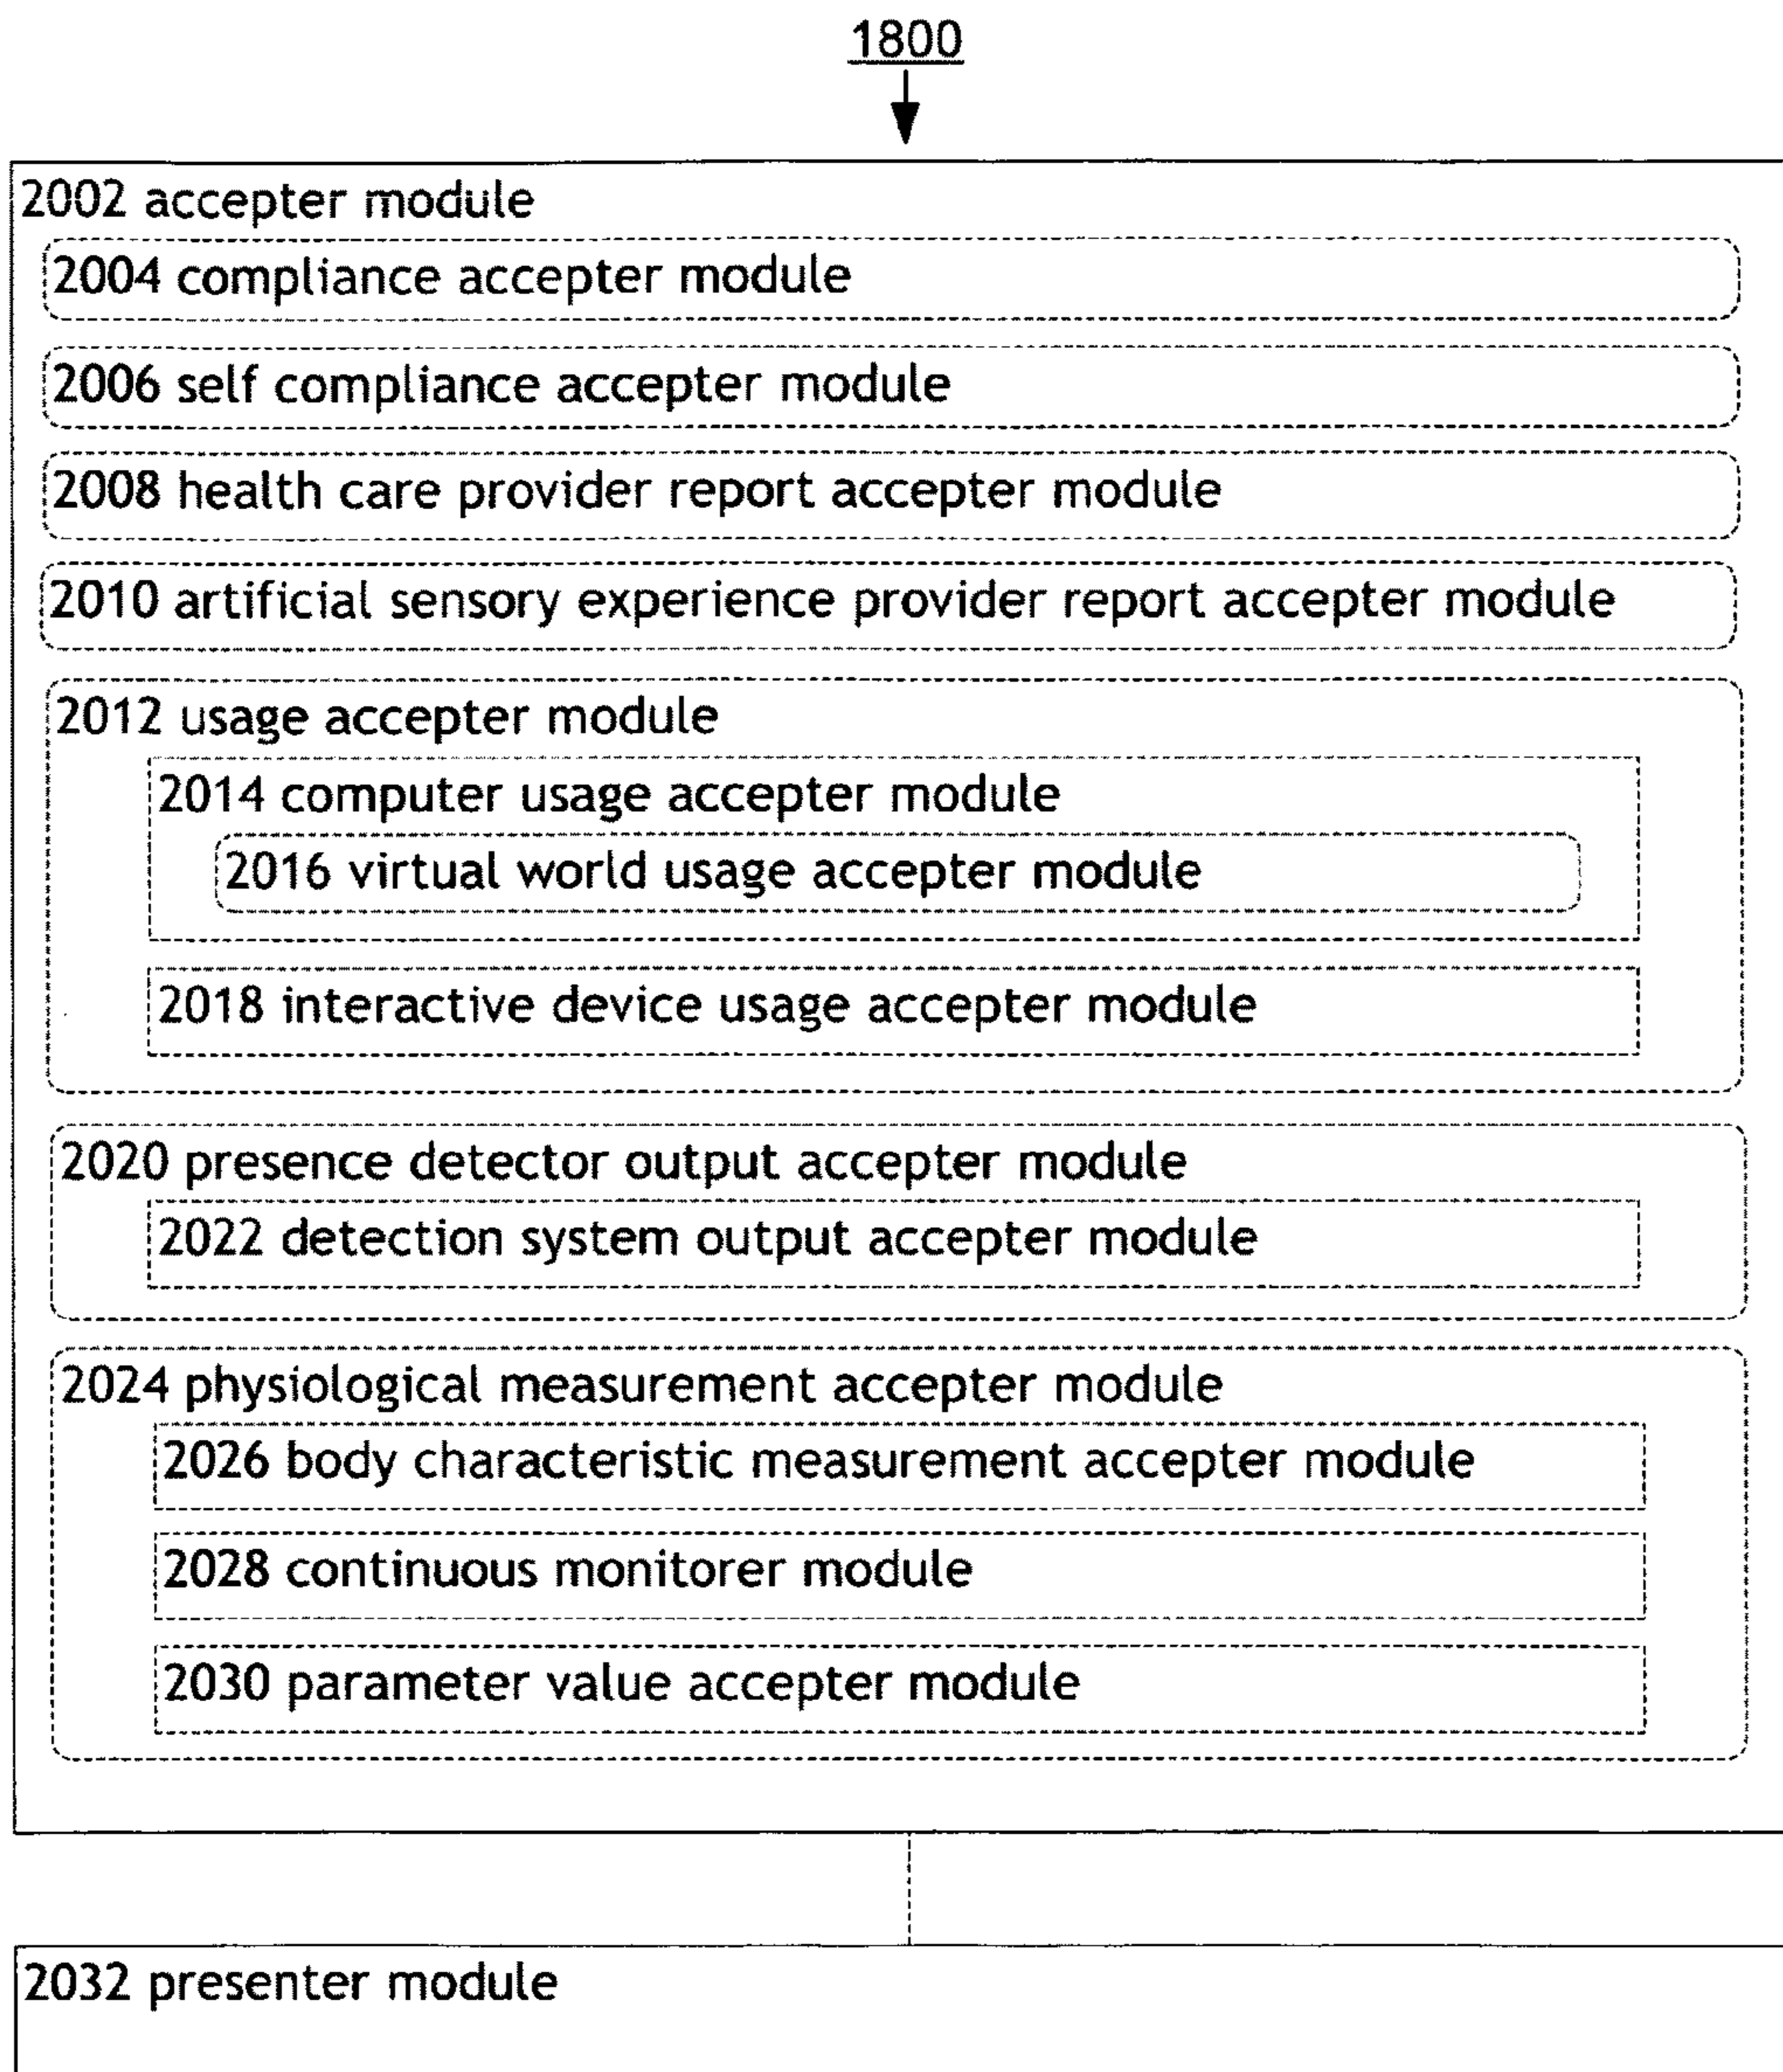 1800
2002 accepter module
2004 compliance accepter module
2006 self compliance accepter module
2008 health care provider report accepter module
2010 artificial sensory experience provider report accepter module
2012 usage accepter module
2014 computer usage accepter module
2016 virtual world usage accepter module
2018 interactive device usage accepter module
2020 presence detector output accepter module
2022 detection system output accepter module
2024 physiological measurement accepter module
2026 body characteristic measurement accepter module
2028 continuous monitorer module
2030 parameter value accepter module
2032 presenter module